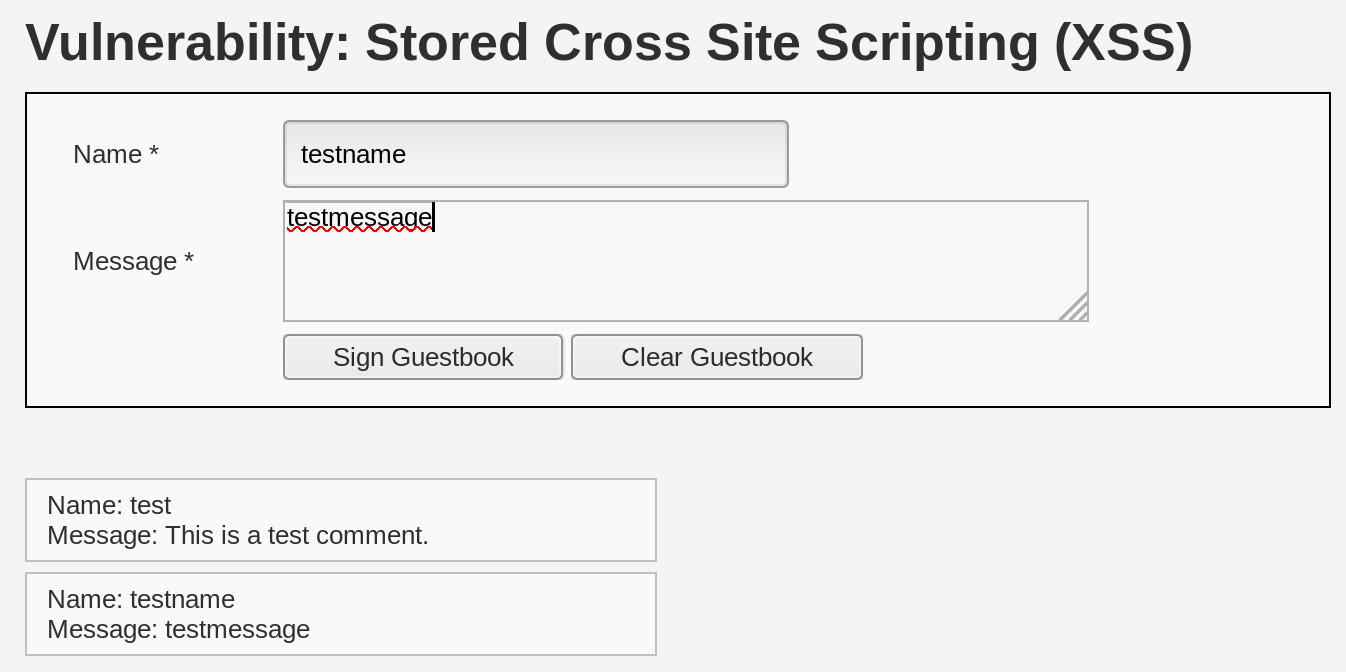 Vulnerability: Stored Cross Site Scripting (XSS)
Name *
testname
Message *
testmessage
Sign Guestbook
Clear Guestbook
Name: test
Message: This is a test comment.
Name: testname
Message: testmessage